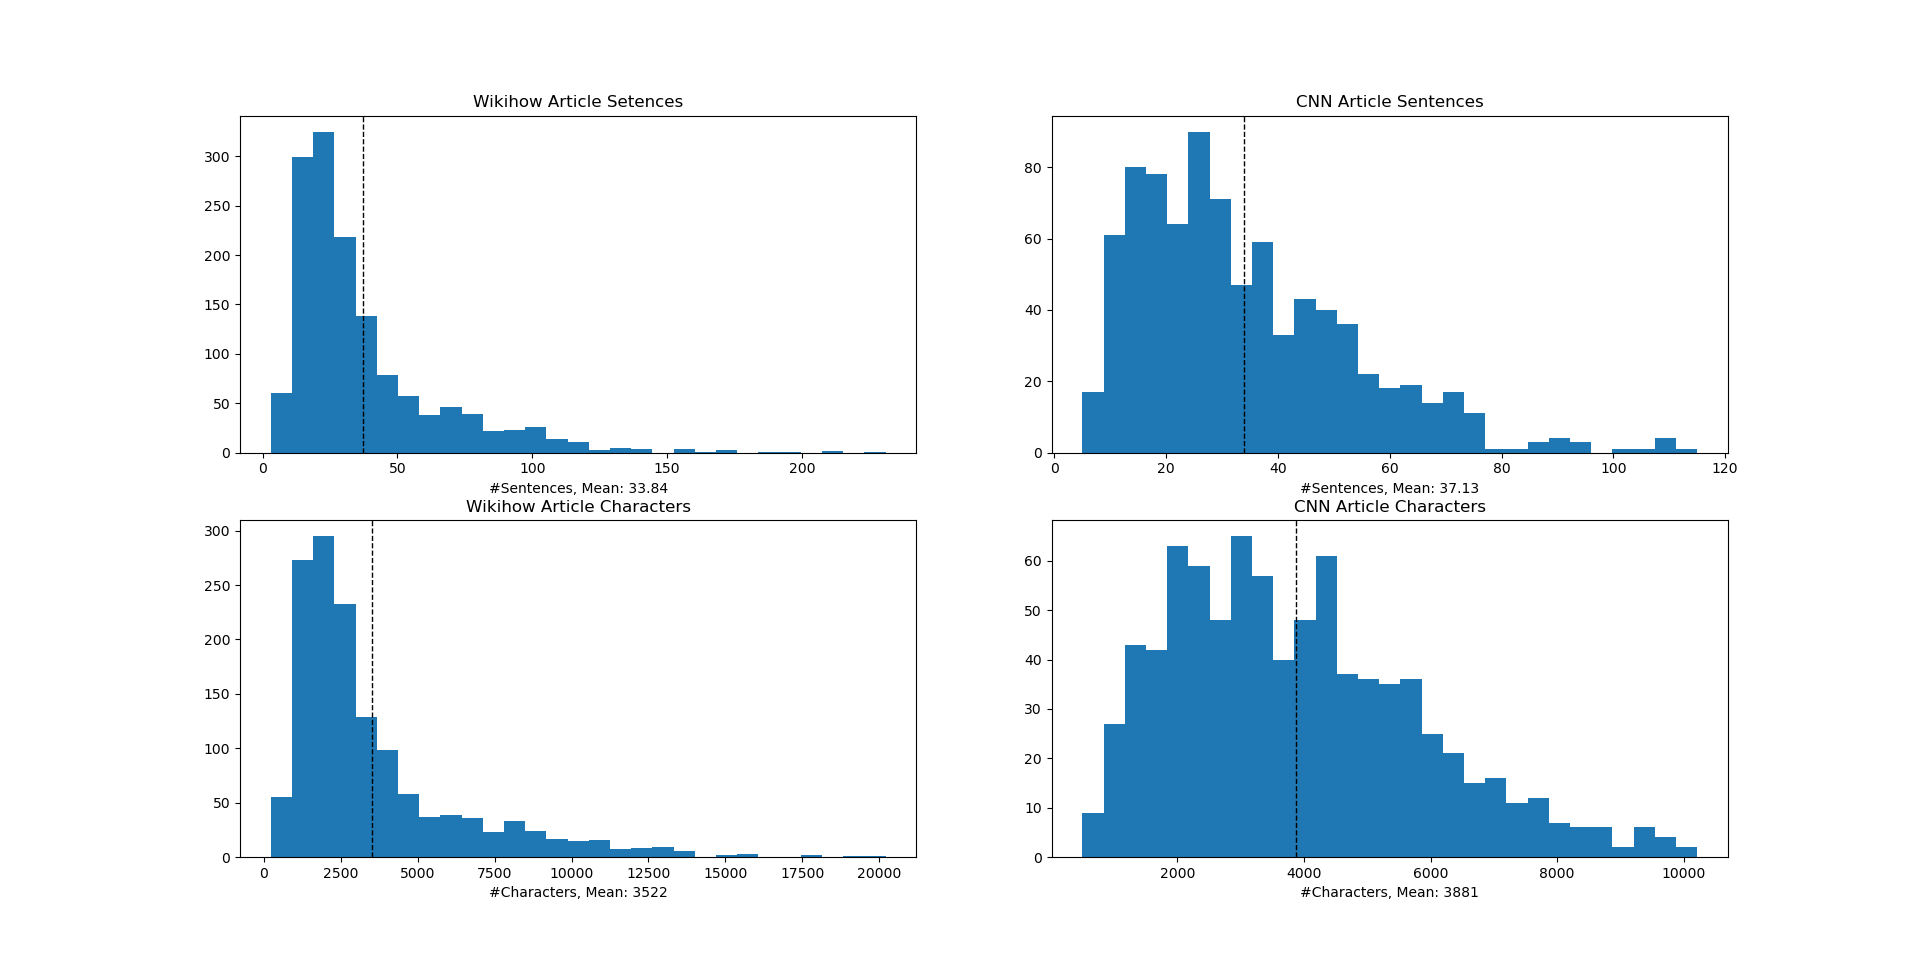 Wikihow Article Setences
300
250
200
150
100
50
0
0 50 100 150 200
#Sentences, Mean: 33.84
CNN Article Sentences
80
60
40
20
0
0 20 40 60 80 100 120
#Sentences, Mean: 37.13
Wikihow Article Characters
300
250
200
150
100
50
0
0 2500 5000 7500 10000 12500 15000 17500 20000
#Characters, Mean: 3522
CNN Article Characters
60
50
40
30
20
10
0
2000 4000 6000 8000 10000
#Characters, Mean: 3881